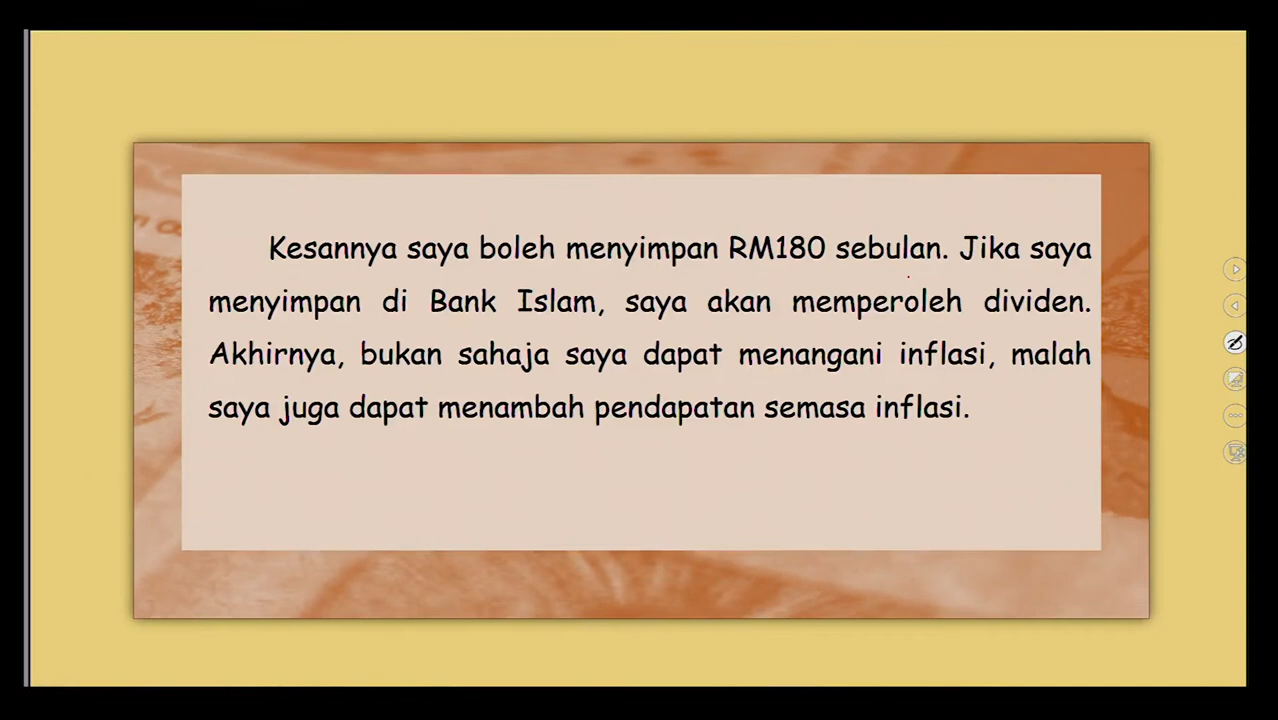 Kesannya saya boleh menyimpan RM180 sebulan. Jika saya
menyimpan di Bank Islam, saya akan memperoleh dividen.
Akhirnya, bukan sahaja saya dapat menangani inflasi, malah
saya juga dapat menambah pendapatan semasa inflasi.